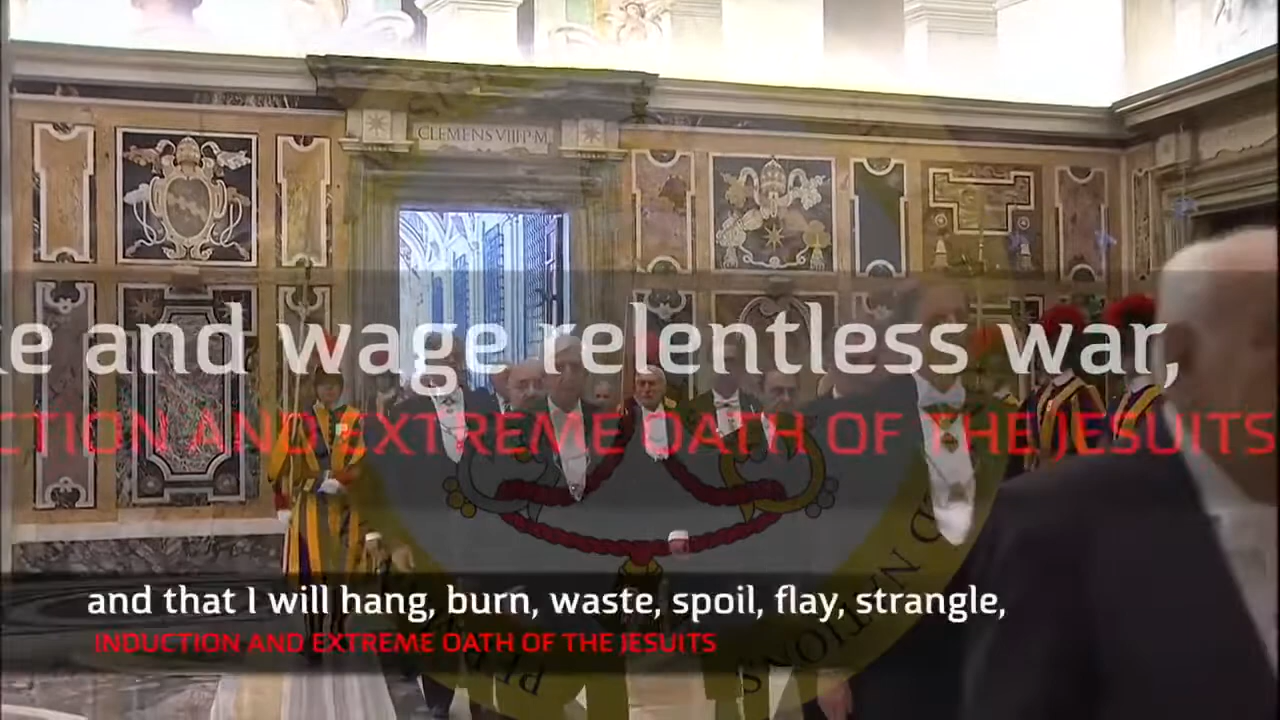 CLEMENS VIII P M
e and wage relentless war,
CTION AND EXTREME OATH OF THE JESUITS
and that I will hang, burn, waste, spoil, flay, strangle,
INDUCTION AND EXTREME OATH OF THE JESUITS
NATIONS